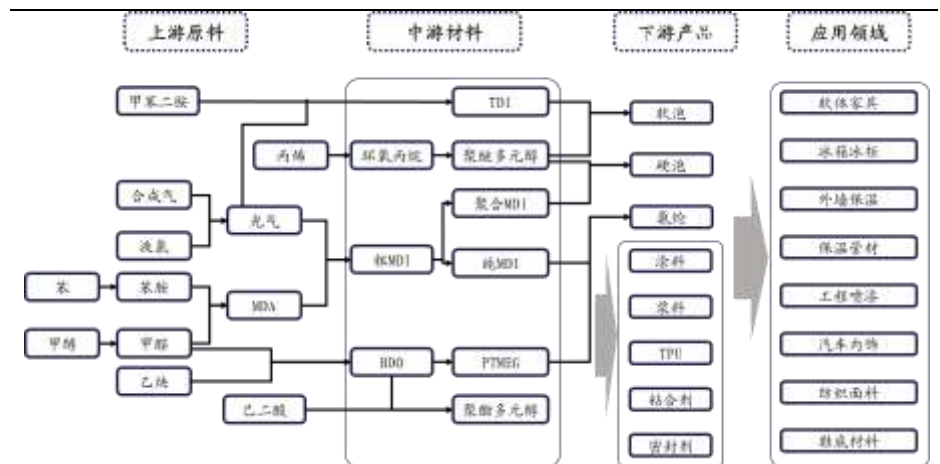 上游原料
中游材料
下游产品
应用领域
甲苯二胺
TDI
软泡
软体家具
丙烯
环氧丙烷
聚醚多元醇
硬泡
冰箱冰柜
合成气
光气
聚合MDI
氨纶
外墙保温
液氯
粗MDI
纯MDI
涂料
保温管材
苯
苯胺
MDA
浆料
工程喷漆
甲醇
甲醛
BDO
PTMEG
TPU
汽车内饰
乙炔
己二酸
聚酯多元醇
粘合剂
纺织面料
密封剂
鞋底材料